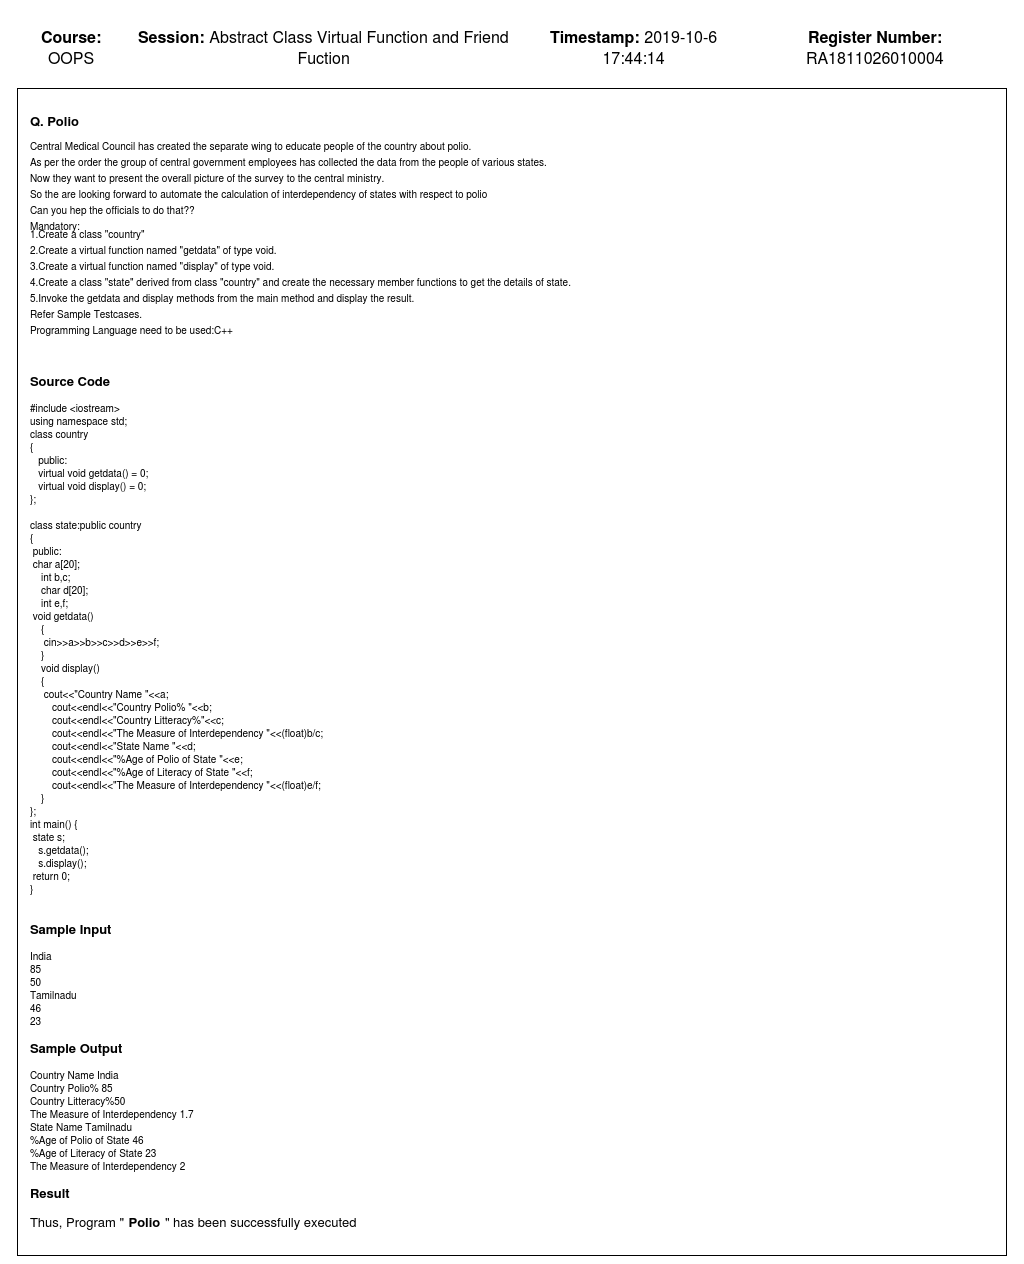 Course: OOPS
Session: Abstract Class Virtual Function and Friend Fuction
Timestamp: 2019-10-6 17:44:14
Register Number: RA1811026010004
Q. Polio
Central Medical Council has created the separate wing to educate people of the country about polio.
As per the order the group of central government employees has collected the data from the people of various states.
Now they want to present the overall picture of the survey to the central ministry.
So the are looking forward to automate the calculation of interdependency of states with respect to polio
Can you hep the officials to do that??
Mandatory:
1.Create a class "country"
2.Create a virtual function named "getdata" of type void.
3.Create a virtual function named "display" of type void.
4.Create a class "state" derived from class "country" and create the necessary member functions to get the details of state.
5.Invoke the getdata and display methods from the main method and display the result.
Refer Sample Testcases.
Programming Language need to be used:C++
Source Code
#include <iostream>
using namespace std;
class country
{
public:
virtual void getdata() = 0;
virtual void display() = 0;
};
class state:public country
{
public:
char a[20];
int b,c;
char d[20];
int e,f;
void getdata()
{
cin>>a>>b>>c>>d>>e>>f;
}
void display()
{
cout<<"Country Name "<<a;
cout<<endl<<"Country Polio% "<<b;
cout<<endl<<"Country Litteracy%"<<c;
cout<<endl<<"The Measure of Interdependency "<<(float)b/c;
cout<<endl<<"State Name "<<d;
cout<<endl<<"%Age of Polio of State "<<e;
cout<<endl<<"%Age of Literacy of State "<<f;
cout<<endl<<"The Measure of Interdependency "<<(float)e/f;
}
};
int main() {
state s;
s.getdata();
s.display();
return 0;
}
Sample Input
India
85
50
Tamilnadu
46
23
Sample Output
Country Name India
Country Polio% 85
Country Litteracy%50
The Measure of Interdependency 1.7
State Name Tamilnadu
%Age of Polio of State 46
%Age of Literacy of State 23
The Measure of Interdependency 2
Result
Thus, Program " Polio " has been successfully executed